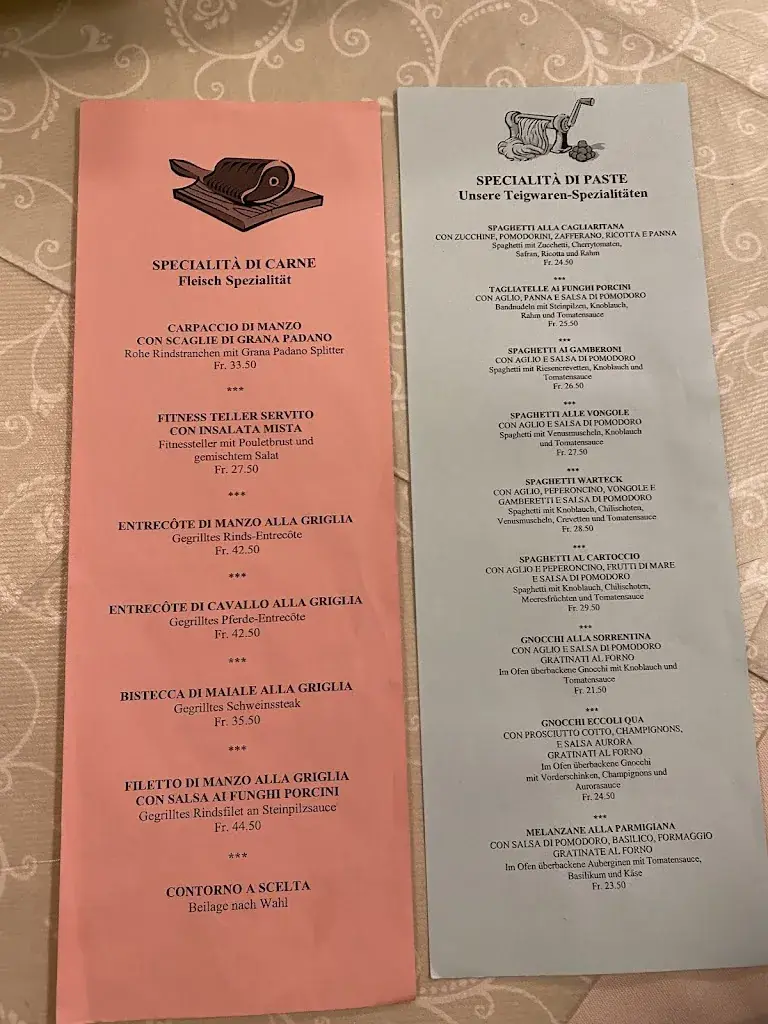 SPECIALITÀ DI CARNE
Fleisch Spezialität
CARPACCIO DI MANZO
CON SCAGLIE DI GRANA PADANO
Rohe Rindstranchen mit Grana Padano Splitter
Fr. 33.50
***
FITNESS TELLER SERVITO
CON INSALATA MISTA
Fitnessteller mit Pouletbrust und
gemischtem Salat
Fr. 27.50
***
ENTRECÔTE DI MANZO ALLA GRIGLIA
Gegrilltes Rinds-Entrecôte
Fr. 42.50
***
ENTRECÔTE DI CAVALLO ALLA GRIGLIA
Gegrilltes Pferde-Entrecôte
Fr. 42.50
***
BISTECCA DI MAIALE ALLA GRIGLIA
Gegrilltes Schweinssteak
Fr. 35.50
***
FILETTO DI MANZO ALLA GRIGLIA
CON SALSA AI FUNGHI PORCINI
Gegrilltes Rindsfilet an Steinpilzsauce
Fr. 44.50
***
CONTORNO A SCELTA
Beilage nach Wahl
SPECIALITÀ DI PASTE
Unsere Teigwaren-Spezialitäten
SPAGHETTI ALLA CAGLIARITANA
CON ZUCCHINE, POMODORINI, ZAFFERANO, RICOTTA E PANNA
Spaghetti mit Zucchetti, Cherrytomaten,
Safran, Ricotta und Rahm
Fr. 24.50
***
TAGLIATELLE AI FUNGHI PORCINI
CON AGLIO, PANNA E SALSA DI POMODORO
Bandnudeln mit Steinpilzen, Knoblauch,
Rahm und Tomatensauce
Fr. 25.50
***
SPAGHETTI AI GAMBERONI
CON AGLIO E SALSA DI POMODORO
Spaghetti mit Riesencrevetten, Knoblauch und
Tomatensauce
Fr. 26.50
***
SPAGHETTI ALLE VONGOLE
CON AGLIO E SALSA DI POMODORO
Spaghetti mit Venusmuscheln, Knoblauch
und Tomatensauce
Fr. 27.50
***
SPAGHETTI WARTECK
CON AGLIO, PEPERONCINO, VONGOLE E
GAMBERETTI E SALSA DI POMODORO
Spaghetti mit Knoblauch, Chilischoten,
Venusmuscheln, Crevetten und Tomatensauce
Fr. 28.50
***
SPAGHETTI AL CARTOCCIO
CON AGLIO E PEPERONCINO, FRUTTI DI MARE
E SALSA DI POMODORO
Spaghetti mit Knoblauch, Chilischoten,
Meeresfrüchten und Tomatensauce
Fr. 29.50
***
GNOCCHI ALLA SORRENTINA
CON AGLIO E SALSA DI POMODORO
GRATINATI AL FORNO
Im Ofen überbackene Gnocchi mit Knoblauch und
Tomatensauce
Fr. 21.50
***
GNOCCHI ECCOLI QUA
CON PROSCIUTTO COTTO, CHAMPIGNONS,
E SALSA AURORA
GRATINATI AL FORNO
Im Ofen überbackene Gnocchi
mit Vorderschinken, Champignons und
Aurorasauce
Fr. 24.50
***
MELANZANE ALLA PARMIGIANA
CON SALSA DI POMODORO, BASILICO, FORMAGGIO
GRATINATE AL FORNO
Im Ofen überbackene Auberginen mit Tomatensauce,
Basilikum und Käse
Fr. 23.50